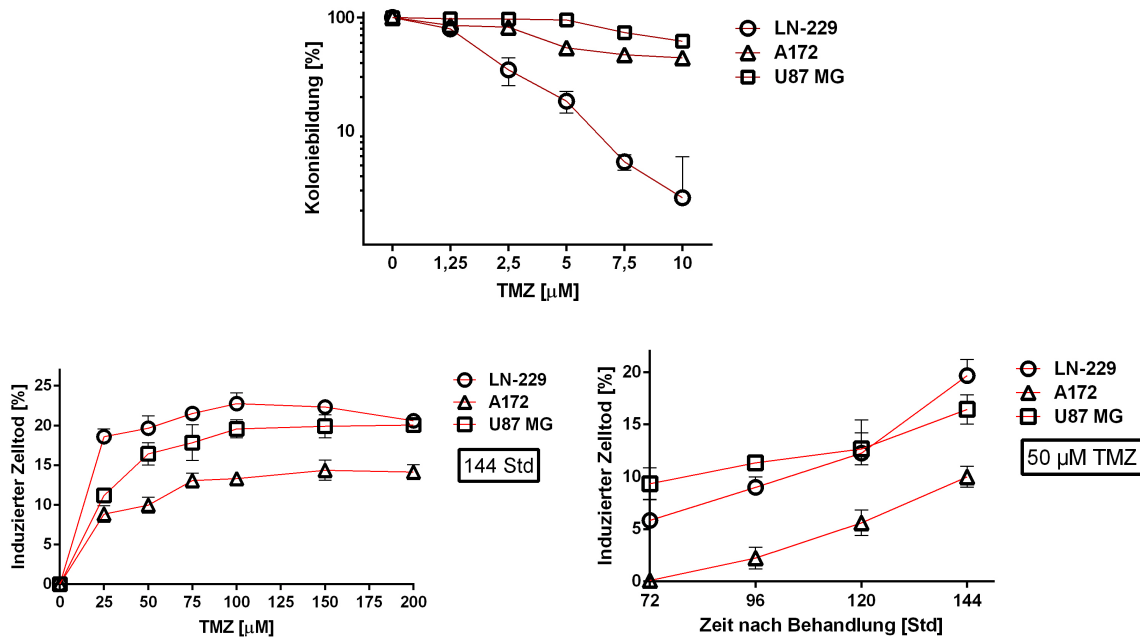 Koloniebildung [%]
100
10
0 1,25 2,5 5 7,5 10
TMZ [µM]
LN-229
A172
U87 MG
Induzierter Zelltod [%]
25
20
15
10
5
0
0 25 50 75 100 150 200
TMZ [µM]
LN-229
A172
U87 MG
144 Std
Induzierter Zelltod [%]
20
15
10
5
0
72 96 120 144
Zeit nach Behandlung [Std]
LN-229
A172
U87 MG
50 µM TMZ